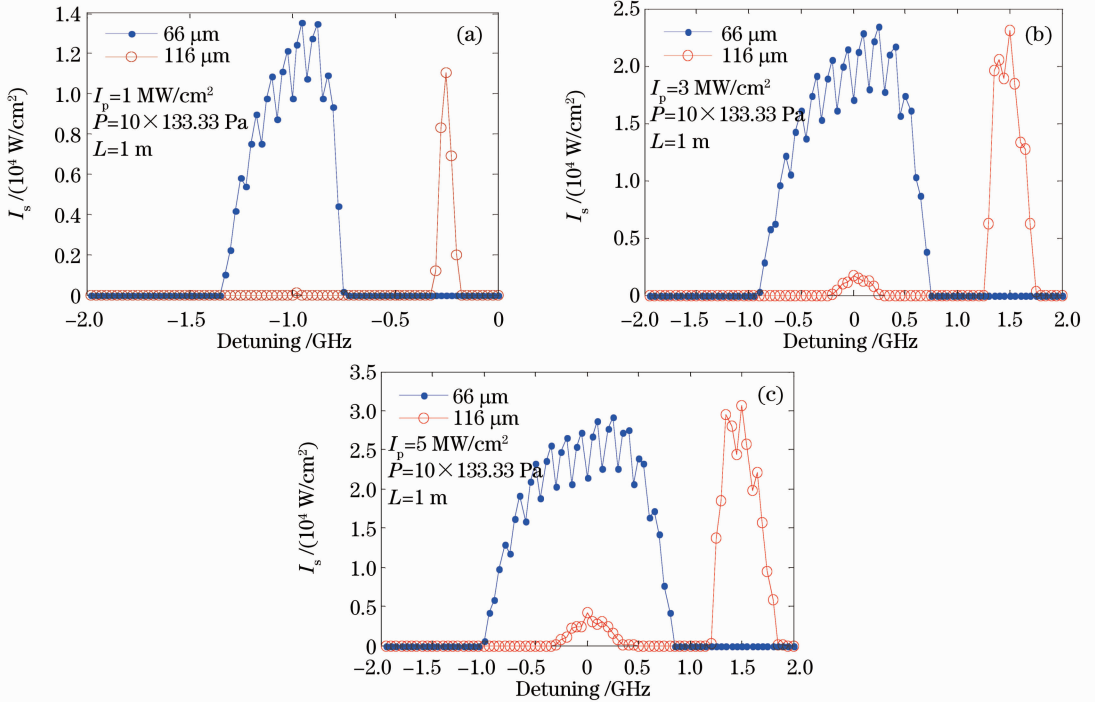 1.4
1.2
1.0
0.8
0.6
0.4
0.2
0
I_s /(10⁴ W/cm²)
66 μm
116 μm
(a)
I_p=1 MW/cm²
P=10×133.33 Pa
L=1 m
−2.0 −1.5 −1.0 −0.5 0
Detuning /GHz
2.5
2.0
1.5
1.0
0.5
0
I_s /(10⁴ W/cm²)
66 μm
116 μm
(b)
I_p=3 MW/cm²
P=10×133.33 Pa
L=1 m
−2.0 −1.5 −1.0 −0.5 0 0.5 1.0 1.5 2.0
Detuning /GHz
3.5
3.0
2.5
2.0
1.5
1.0
0.5
0
I_s /(10⁴ W/cm²)
66 μm
116 μm
(c)
I_p=5 MW/cm²
P=10×133.33 Pa
L=1 m
−2.0 −1.5 −1.0 −0.5 0 0.5 1.0 1.5 2.0
Detuning /GHz